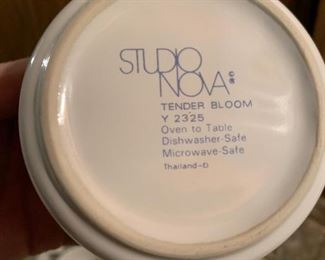 STUDIO
NOVA ©®
TENDER BLOOM
Y 2325
Oven to Table
Dishwasher-Safe
Microwave-Safe
Thailand-D